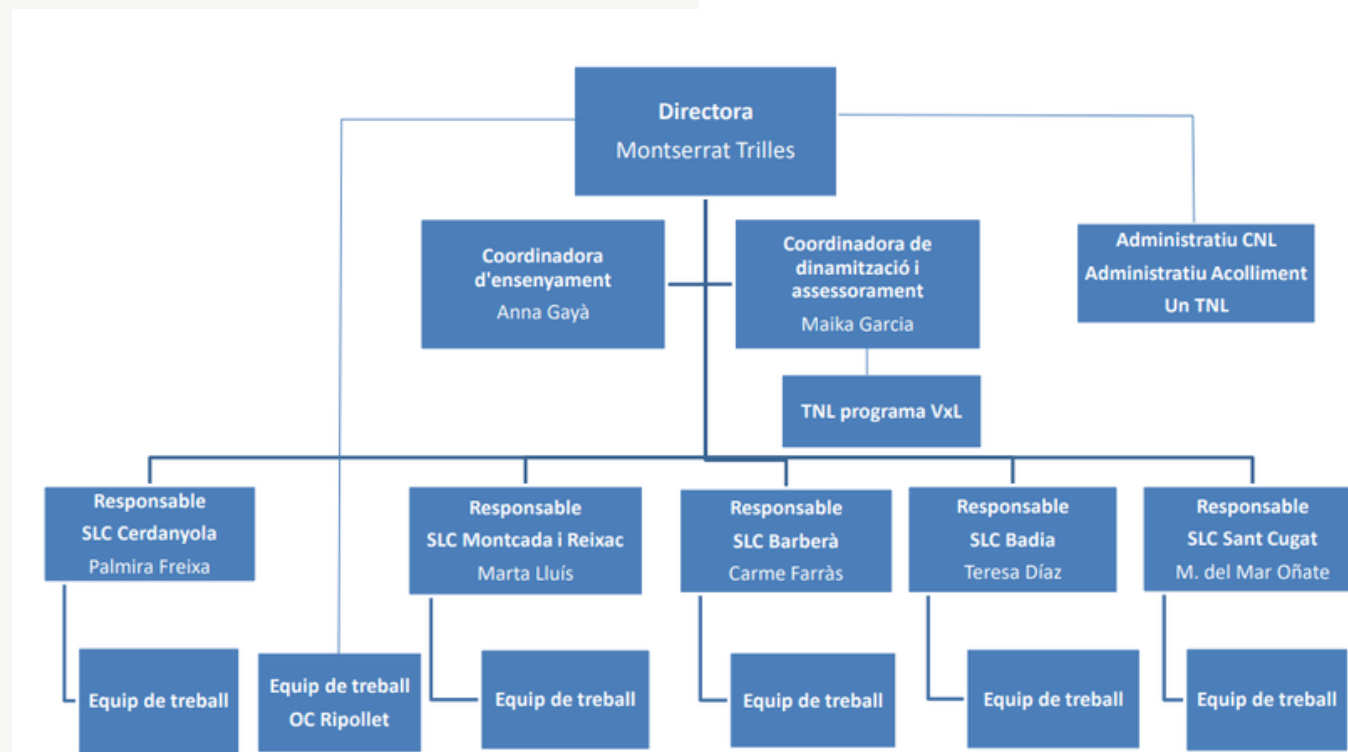 Directora
Montserrat Trilles
Coordinadora
d'ensenyament
Anna Gayà
Coordinadora de
dinamització i
assessorament
Maika Garcia
Administratiu CNL
Administratiu Acolliment
Un TNL
TNL programa VxL
Responsable
SLC Cerdanyola
Palmira Freixa
Responsable
SLC Montcada i Reixac
Marta Lluís
Responsable
SLC Barberà
Carme Farràs
Responsable
SLC Badia
Teresa Díaz
Responsable
SLC Sant Cugat
M. del Mar Oñate
Equip de treball
Equip de treball
OC Ripollet
Equip de treball
Equip de treball
Equip de treball
Equip de treball